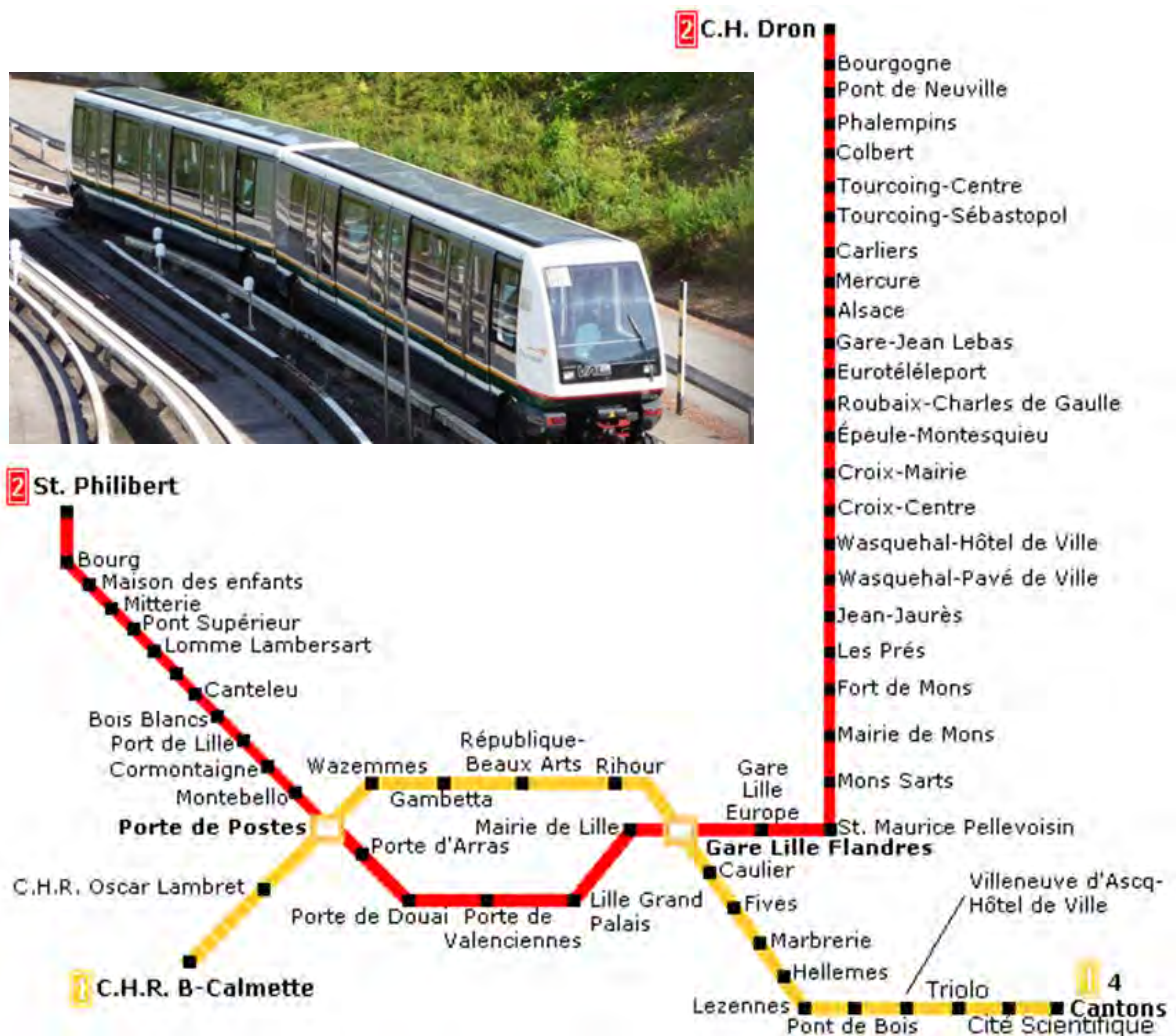 2 C.H. Dron
Bourgogne
Pont de Neuville
Phalempins
Colbert
Tourcoing-Centre
Tourcoing-Sébastopol
Carliers
Mercure
Alsace
Gare-Jean Lebas
Eurotéléleport
Roubaix-Charles de Gaulle
Épeule-Montesquieu
Croix-Mairie
Croix-Centre
Wasquehal-Hôtel de Ville
Wasquehal-Pavé de Ville
Jean-Jaurès
Les Prés
Fort de Mons
Mairie de Mons
Mons Sarts
St. Maurice Pellevoisin
VAL
2 St. Philibert
Bourg
Maison des enfants
Mitterie
Pont Supérieur
Lomme Lambersart
Canteleu
Bois Blancs
Port de Lille
Cormontaigne
Montebello
Porte de Postes
Wazemmes
Gambetta
République-
Beaux Arts
Rihour
Mairie de Lille
Gare
Lille
Europe
Gare Lille Flandres
Porte d'Arras
Porte de Douai
Porte de
Valenciennes
Lille Grand
Palais
C.H.R. Oscar Lambret
1 C.H.R. B-Calmette
Caulier
Fives
Marbrerie
Hellemes
Lezennes
Pont de Bois
Villeneuve d'Ascq-
Hôtel de Ville
Triolo
Cité Scientifique
1 4
Cantons